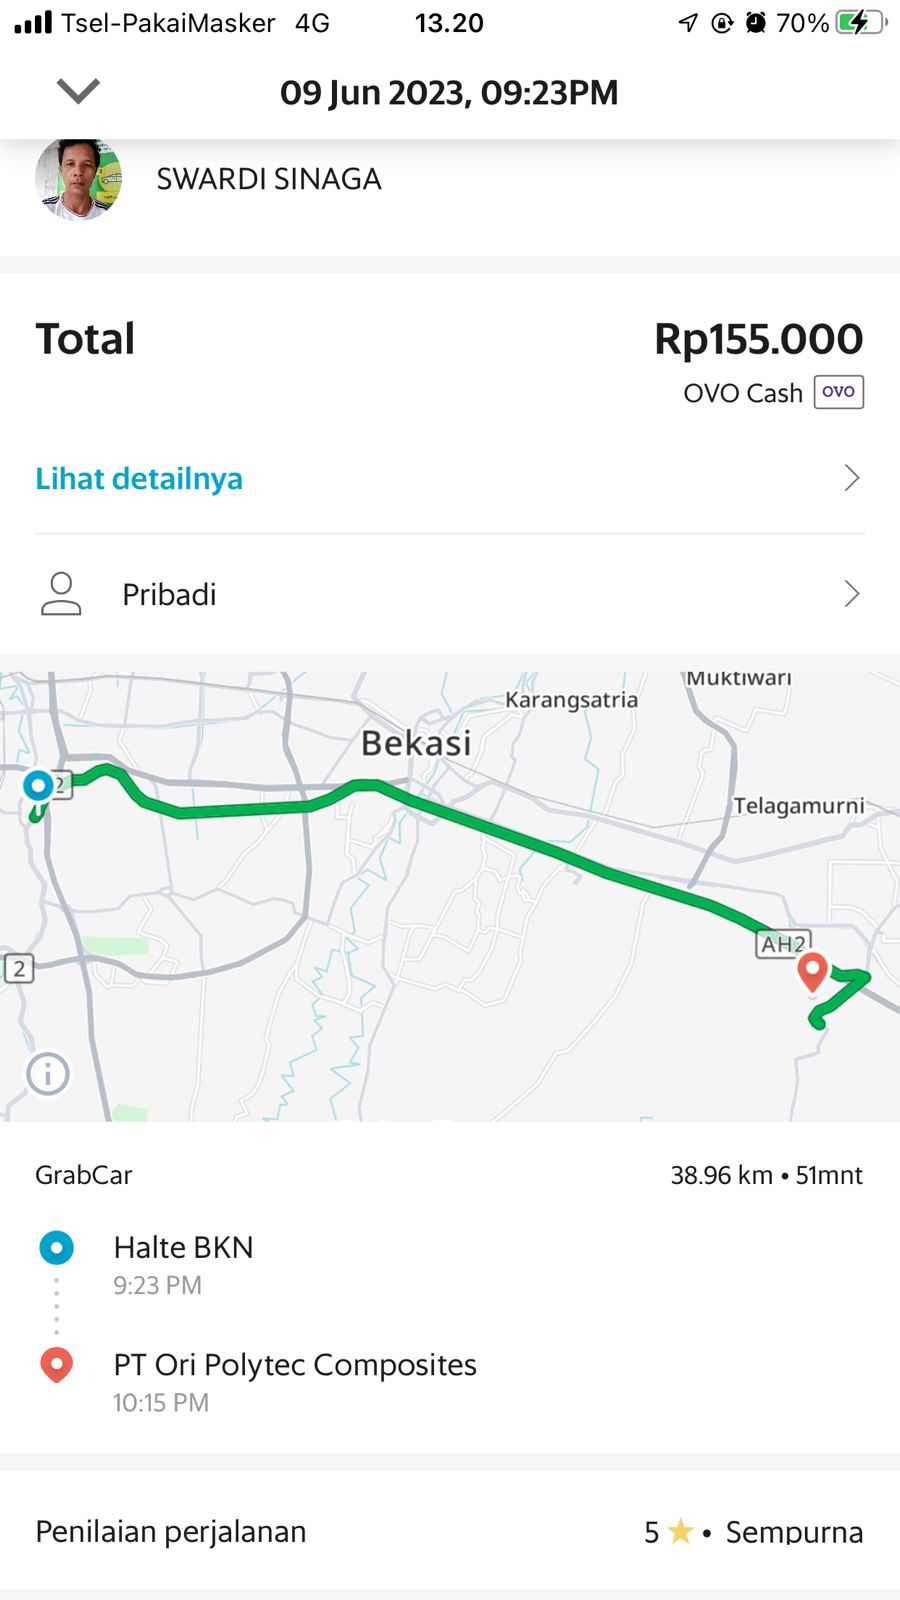 Tsel-PakaiMasker 4G 13.20 70%
09 Jun 2023, 09:23PM
SWARDI SINAGA
Total Rp155.000
OVO Cash OVO
Lihat detailnya
Pribadi
Muktiwari
Karangsatria
Bekasi
2
Telagamurni
AH2
2
GrabCar 38.96 km • 51mnt
Halte BKN
9:23 PM
PT Ori Polytec Composites
10:15 PM
Penilaian perjalanan 5 ★ • Sempurna